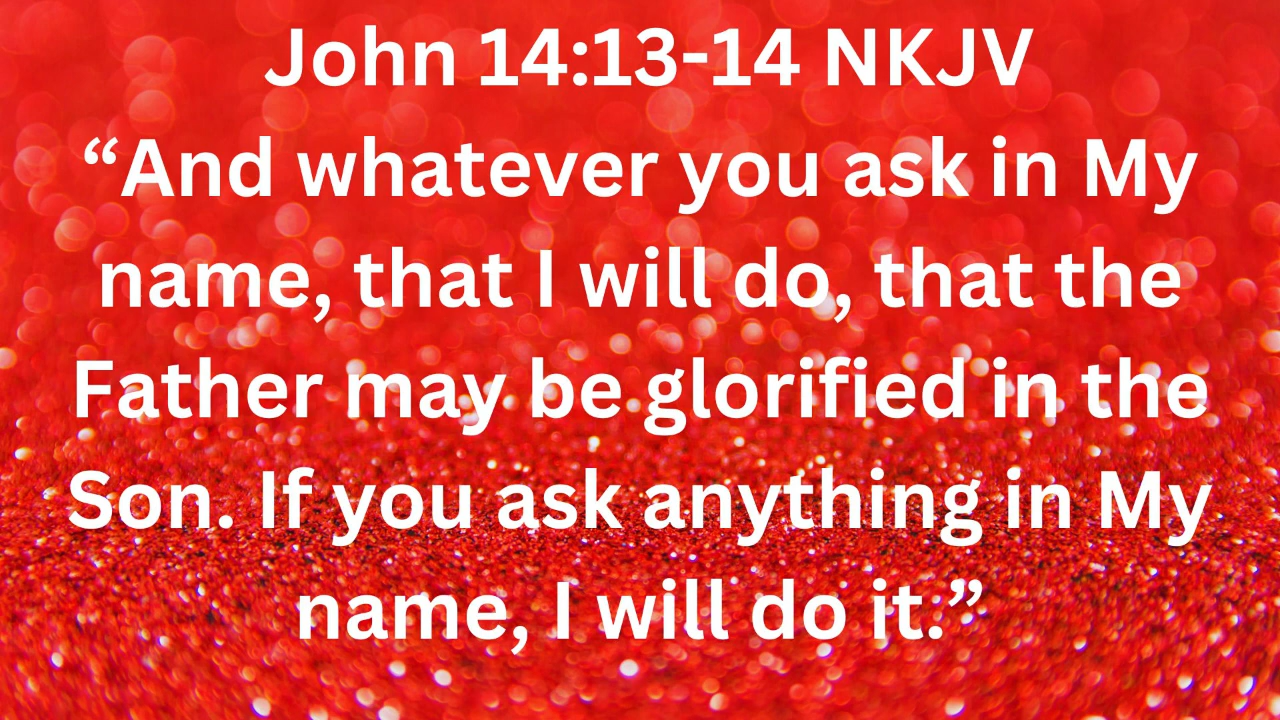 John 14:13-14 NKJV
“And whatever you ask in My
name, that I will do, that the
Father may be glorified in the
Son. If you ask anything in My
name, I will do it.”